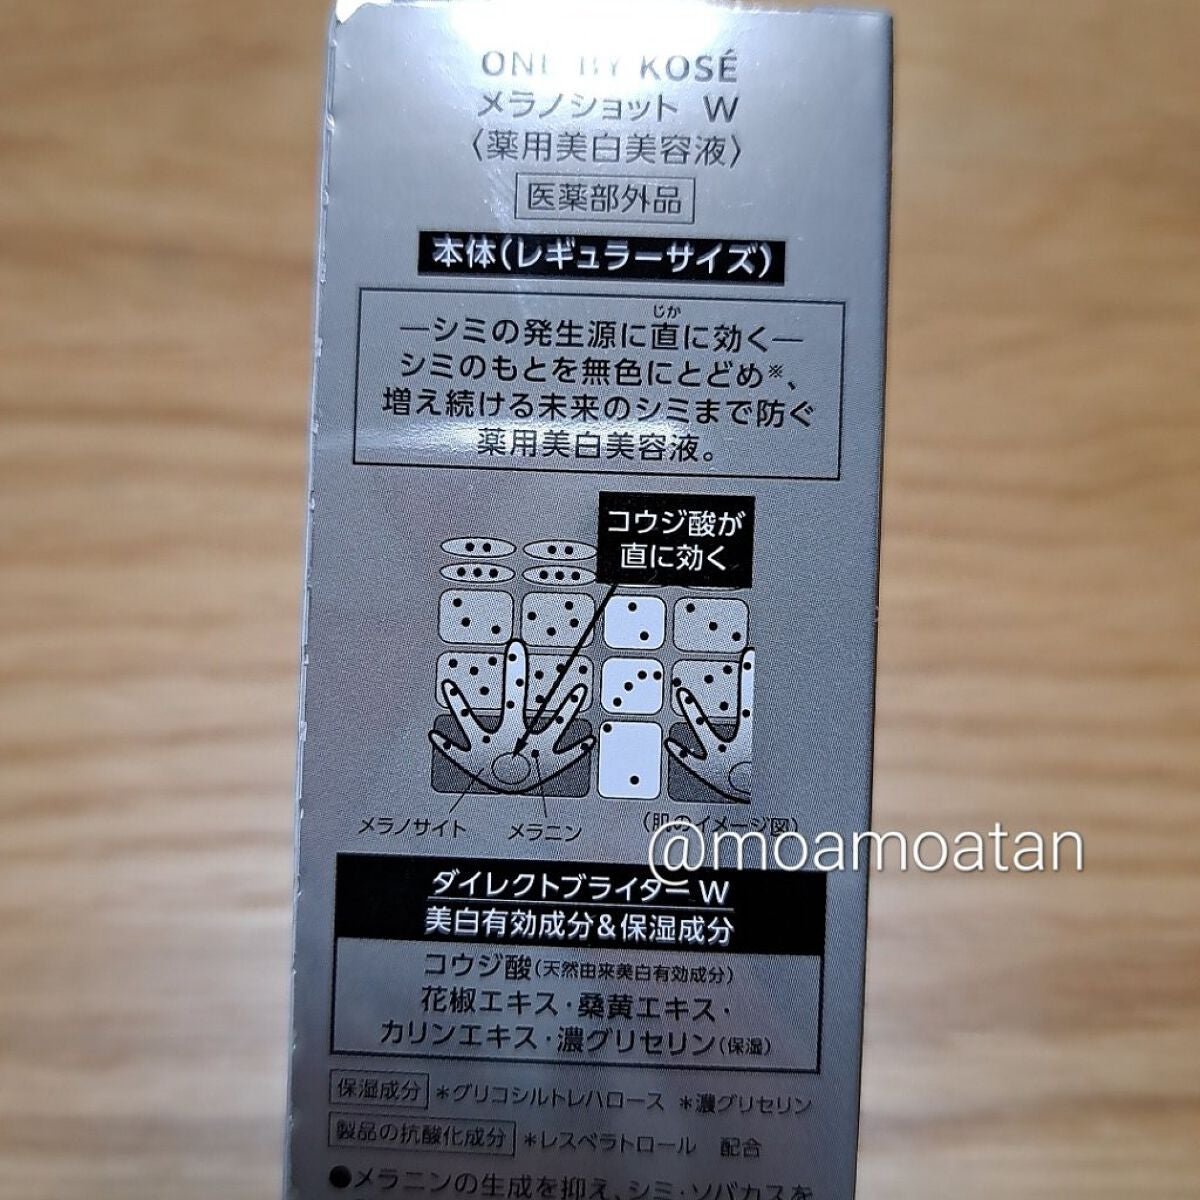 ONE BY KOSÉ
メラノショット W
〈薬用美白美容液〉
医薬部外品
本体(レギュラーサイズ)
じか
―シミの発生源に直に効く―
シミのもとを無色にとどめ※、
増え続ける未来のシミまで防ぐ
薬用美白美容液。
コウジ酸が
直に効く
メラノサイト メラニン (肌のイメージ図)
@moamoatan
ダイレクトブライター W
美白有効成分&保湿成分
コウジ酸(天然由来美白有効成分)
花椒エキス・桑黄エキス・
カリンエキス・濃グリセリン(保湿)
保湿成分 *グリコシルトレハロース *濃グリセリン
製品の抗酸化成分 *レスベラトロール 配合
●メラニンの生成を抑え、シミ・ソバカスを